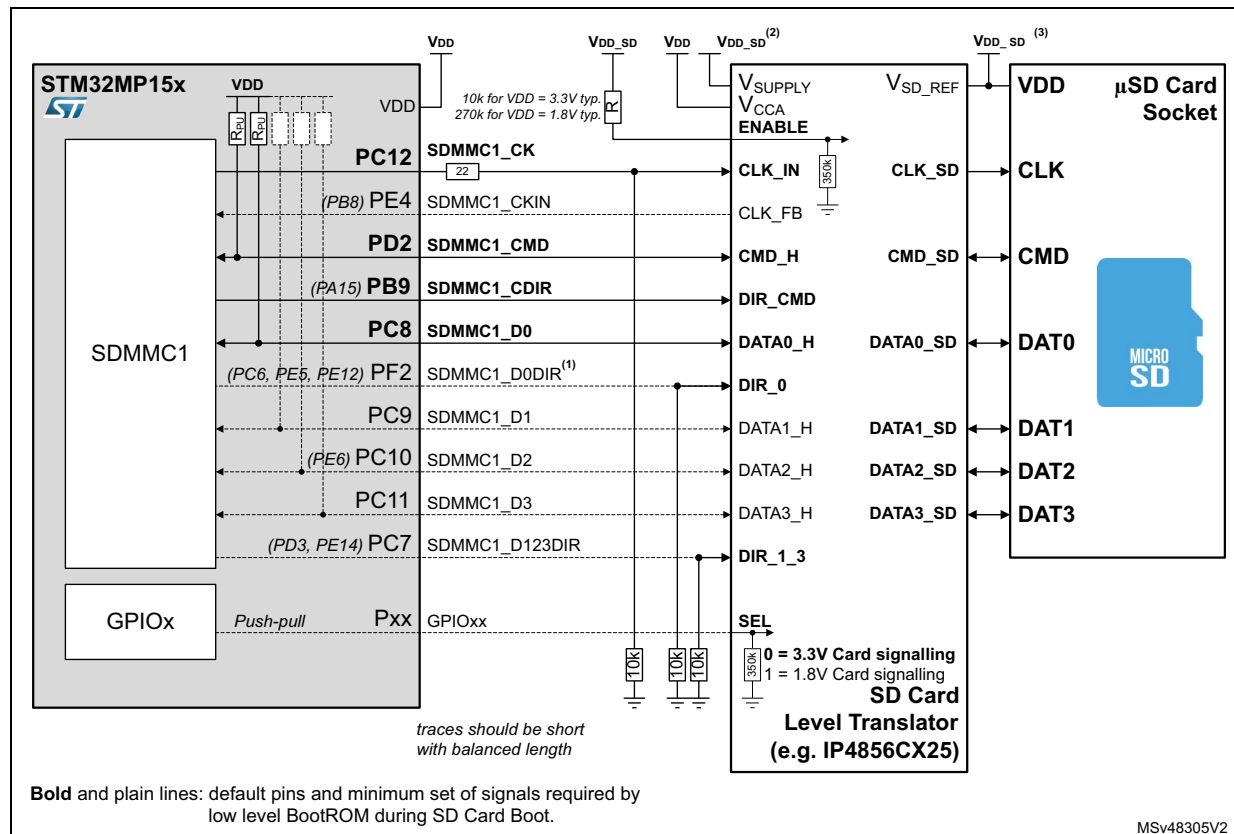 VDD
VDD_SD
VDD
VDD_SD (2)
VDD_SD (3)
STM32MP15x
ST
VDD
VDD
10k for VDD = 3.3V typ.
270k for VDD = 1.8V typ.
R
RPU
RPU
VSUPPLY
VCCA
ENABLE
350k
VSD_REF
VDD
µSD Card
Socket
PC12
SDMMC1_CK
22
CLK_IN
CLK_SD
CLK
(PB8) PE4
SDMMC1_CKIN
CLK_FB
PD2
SDMMC1_CMD
CMD_H
CMD_SD
CMD
(PA15) PB9
SDMMC1_CDIR
DIR_CMD
SDMMC1
PC8
SDMMC1_D0
DATA0_H
DATA0_SD
DAT0
MICRO
SD
(PC6, PE5, PE12) PF2
SDMMC1_D0DIR(1)
DIR_0
PC9
SDMMC1_D1
DATA1_H
DATA1_SD
DAT1
(PE6) PC10
SDMMC1_D2
DATA2_H
DATA2_SD
DAT2
PC11
SDMMC1_D3
DATA3_H
DATA3_SD
DAT3
(PD3, PE14) PC7
SDMMC1_D123DIR
DIR_1_3
GPIOx
Push-pull
Pxx
GPIOxx
SEL
10k
10k
10k
350k
0 = 3.3V Card signalling
1 = 1.8V Card signalling
SD Card
Level Translator
(e.g. IP4856CX25)
traces should be short
with balanced length
Bold and plain lines: default pins and minimum set of signals required by
low level BootROM during SD Card Boot.
MSv48305V2